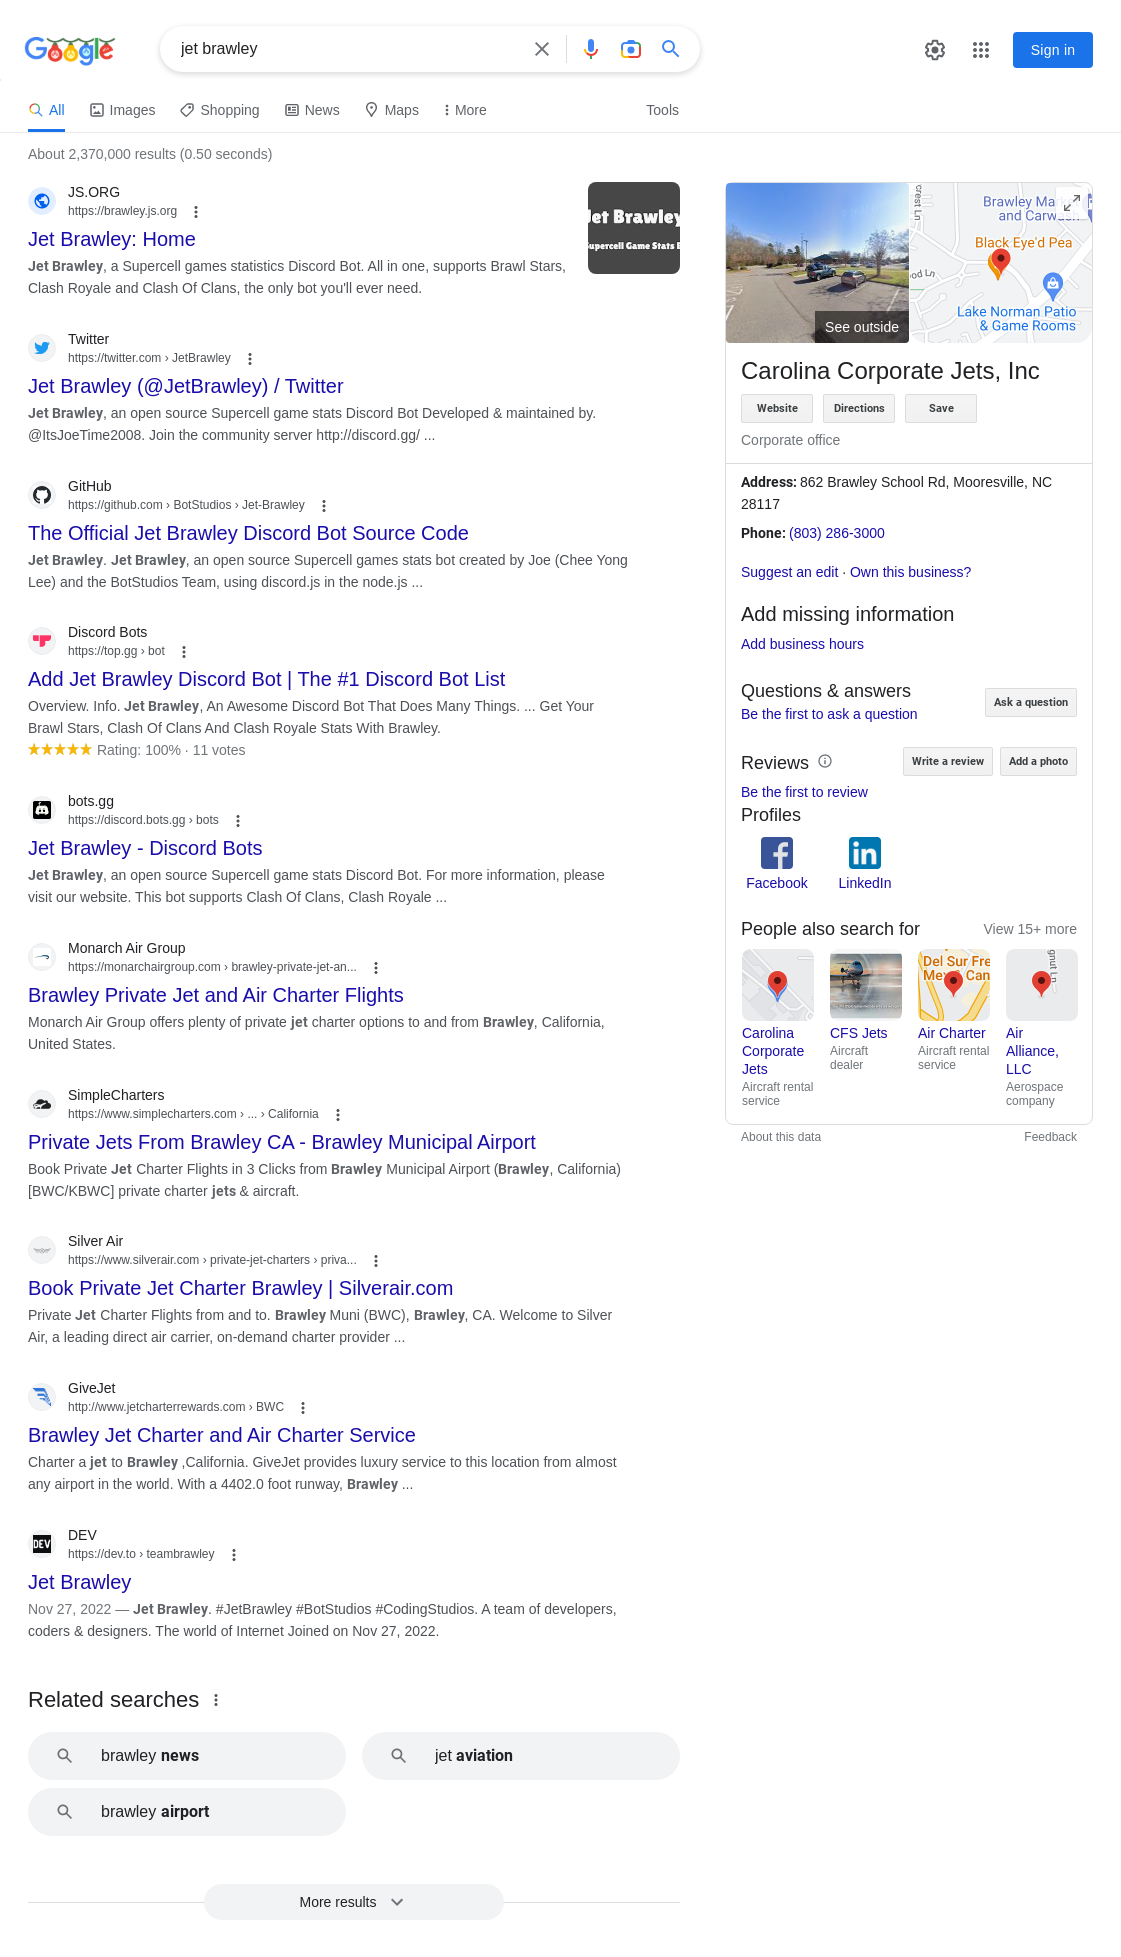 Google
jet brawley
Sign in
All
Images
Shopping
News
Maps
More
Tools
About 2,370,000 results (0.50 seconds)
JS.ORG
https://brawley.js.org
Jet Brawley: Home
Jet Brawley, a Supercell games statistics Discord Bot. All in one, supports Brawl Stars,
Clash Royale and Clash Of Clans, the only bot you'll ever need.
Jet Brawley
Supercell Game Stats B
Twitter
https://twitter.com › JetBrawley
Jet Brawley (@JetBrawley) / Twitter
Jet Brawley, an open source Supercell game stats Discord Bot Developed & maintained by.
@ItsJoeTime2008. Join the community server http://discord.gg/ ...
GitHub
https://github.com › BotStudios › Jet-Brawley
The Official Jet Brawley Discord Bot Source Code
Jet Brawley. Jet Brawley, an open source Supercell games stats bot created by Joe (Chee Yong
Lee) and the BotStudios Team, using discord.js in the node.js ...
Discord Bots
https://top.gg › bot
Add Jet Brawley Discord Bot | The #1 Discord Bot List
Overview. Info. Jet Brawley, An Awesome Discord Bot That Does Many Things. ... Get Your
Brawl Stars, Clash Of Clans And Clash Royale Stats With Brawley.
Rating: 100% · 11 votes
bots.gg
https://discord.bots.gg › bots
Jet Brawley - Discord Bots
Jet Brawley, an open source Supercell game stats Discord Bot. For more information, please
visit our website. This bot supports Clash Of Clans, Clash Royale ...
Monarch Air Group
https://monarchairgroup.com › brawley-private-jet-an...
Brawley Private Jet and Air Charter Flights
Monarch Air Group offers plenty of private jet charter options to and from Brawley, California,
United States.
SimpleCharters
https://www.simplecharters.com › ... › California
Private Jets From Brawley CA - Brawley Municipal Airport
Book Private Jet Charter Flights in 3 Clicks from Brawley Municipal Airport (Brawley, California)
[BWC/KBWC] private charter jets & aircraft.
Silver Air
https://www.silverair.com › private-jet-charters › priva...
Book Private Jet Charter Brawley | Silverair.com
Private Jet Charter Flights from and to. Brawley Muni (BWC), Brawley, CA. Welcome to Silver
Air, a leading direct air carrier, on-demand charter provider ...
GiveJet
http://www.jetcharterrewards.com › BWC
Brawley Jet Charter and Air Charter Service
Charter a jet to Brawley ,California. GiveJet provides luxury service to this location from almost
any airport in the world. With a 4402.0 foot runway, Brawley ...
DEV
DEV
https://dev.to › teambrawley
Jet Brawley
Nov 27, 2022 — Jet Brawley. #JetBrawley #BotStudios #CodingStudios. A team of developers,
coders & designers. The world of Internet Joined on Nov 27, 2022.
Related searches
brawley news
jet aviation
brawley airport
More results
See outside
crest Ln
Brawley Ma
and Carwash
Black Eye'd Pea
od Ln
Lake Norman Patio
& Game Rooms
Carolina Corporate Jets, Inc
Website
Directions
Save
Corporate office
Address: 862 Brawley School Rd, Mooresville, NC
28117
Phone: (803) 286-3000
Suggest an edit · Own this business?
Add missing information
Add business hours
Questions & answers
Be the first to ask a question
Ask a question
Reviews
Write a review
Add a photo
Be the first to review
Profiles
Facebook
LinkedIn
People also search for
View 15+ more
Del Sur Fre
Mex Can
gnut Ln
Carolina
Corporate
Jets
Aircraft rental
service
CFS Jets
Aircraft
dealer
Air Charter
Aircraft rental
service
Air
Alliance,
LLC
Aerospace
company
About this data
Feedback